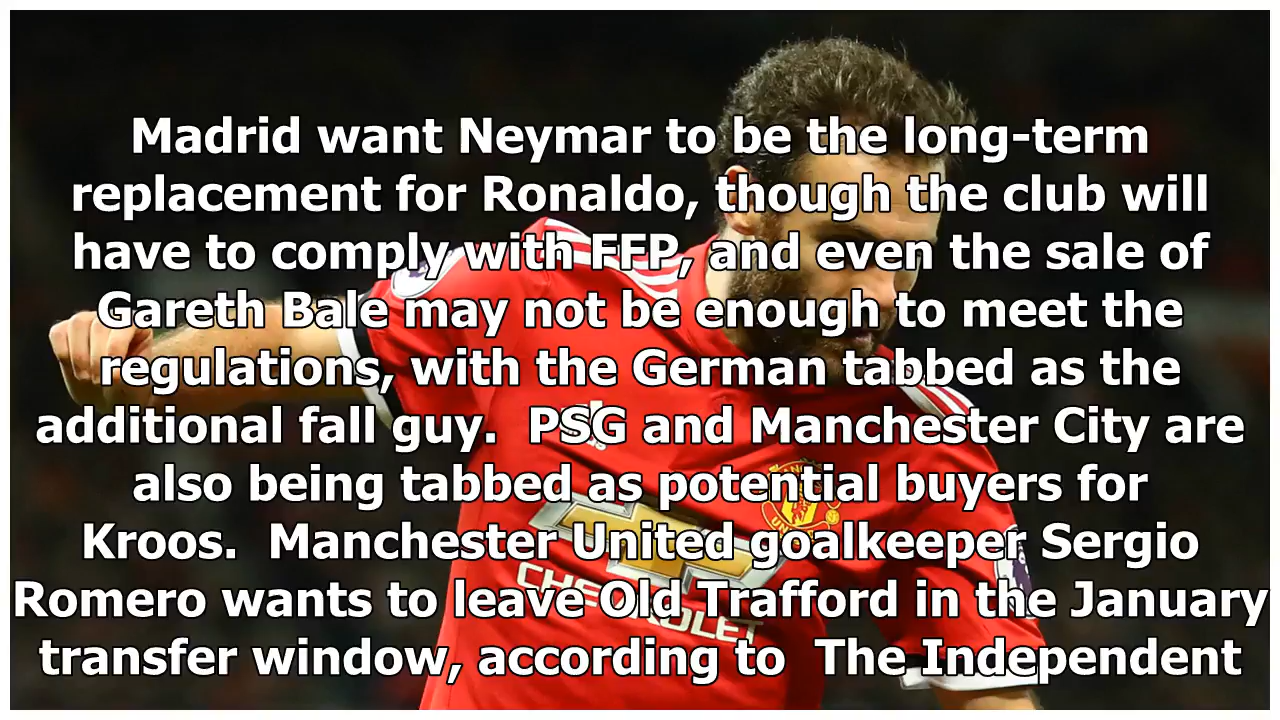 Madrid want Neymar to be the long-term
replacement for Ronaldo, though the club will
have to comply with FFP, and even the sale of
Gareth Bale may not be enough to meet the
regulations, with the German tabbed as the
additional fall guy.  PSG and Manchester City are
also being tabbed as potential buyers for
Kroos.  Manchester United goalkeeper Sergio
Romero wants to leave Old Trafford in the January
transfer window, according to  The Independent
CHEVROLET